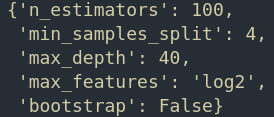 {'n_estimators': 100,
 'min_samples_split': 4,
 'max_depth': 40,
 'max_features': 'log2',
 'bootstrap': False}